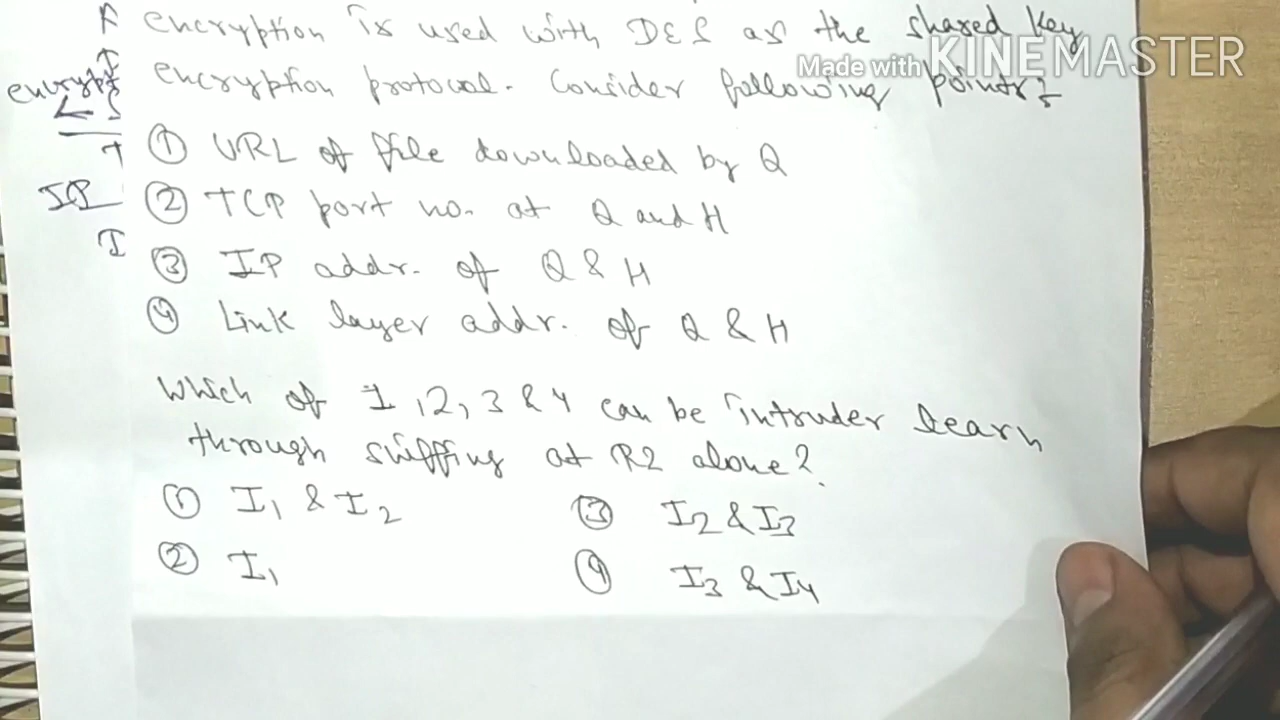 encryption is used with DES as the shared key
Made with KINEMASTER
encryption protocol. Consider following points:
encrypt
① URL of file downloaded by Q
② TCP port no. at Q and H
③ IP addr. of Q & H
④ Link layer addr. of Q & H
Which of 1, 2, 3 & 4 can be intruder learn
through sniffing at R2 alone?
① I1 & I2
③ I2 & I3
② I1
④ I3 & I4